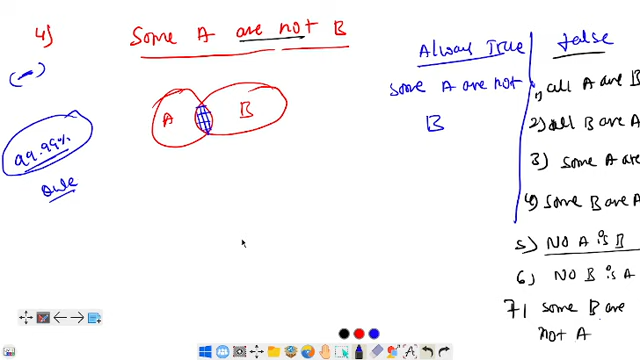 4)
Some A are not B
(-)
99.99%
Rule
A
B
Always True
Some A are not
B
false
1) all A are B
2) all B are A
3) Some A are
4) Some B are A
5) NO A is B
6) NO B is A
7) Some B are
not A